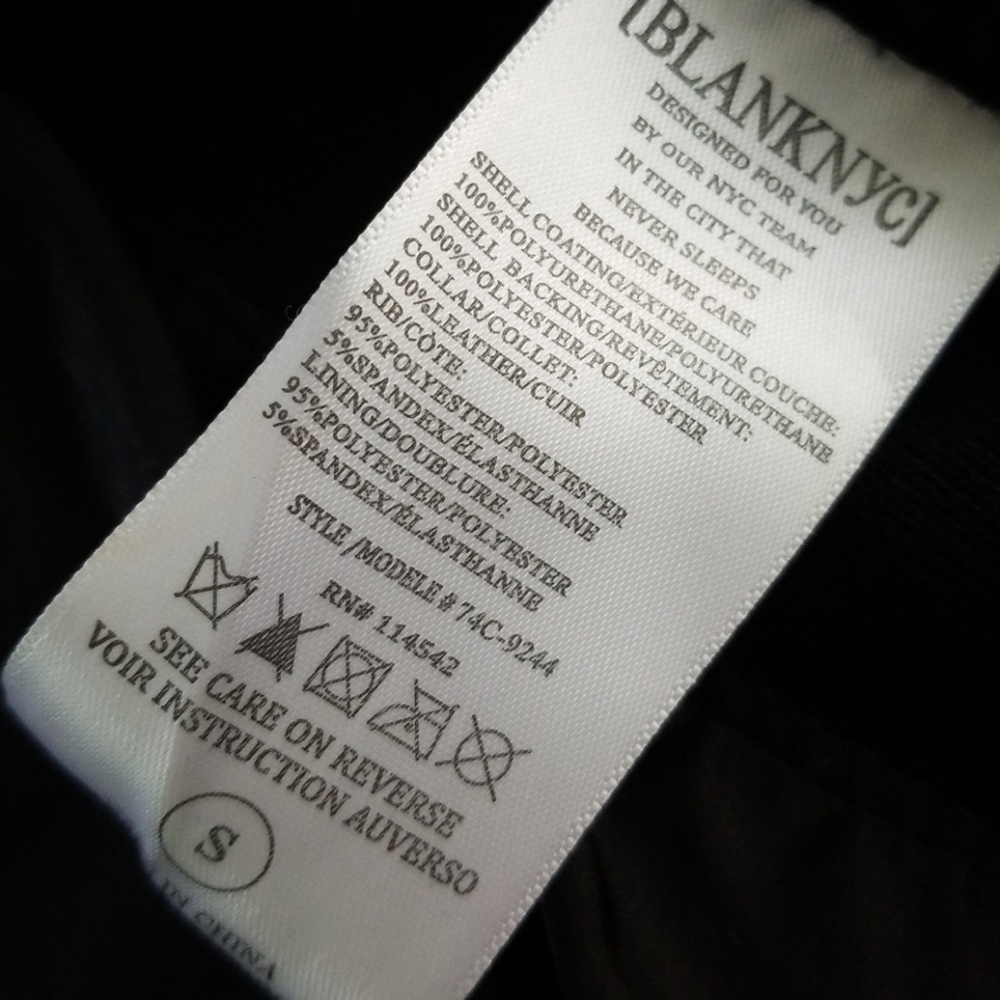 [BLANKNYC]
DESIGNED FOR YOU
BY OUR NYC TEAM
IN THE CITY THAT
NEVER SLEEPS
BECAUSE WE CARE
SHELL COATING/EXTÉRIEUR COUCHE:
100%POLYURETHANE/POLYURETHANE
SHELL BACKING/REVÊTEMENT:
100%POLYESTER/POLYESTER
COLLAR/COLLET:
100%LEATHER/CUIR
RIB/CÒTE:
95%POLYESTER/POLYESTER
5%SPANDEX/ÉLASTHANNE
LINING/DOUBLURE:
95%POLYESTER/POLYESTER
5%SPANDEX/ÉLASTHANNE
STYLE /MODELE # 74C-9244
RN# 114542
SEE CARE ON REVERSE
VOIR INSTRUCTION AUVERSO
S
IN CHINA